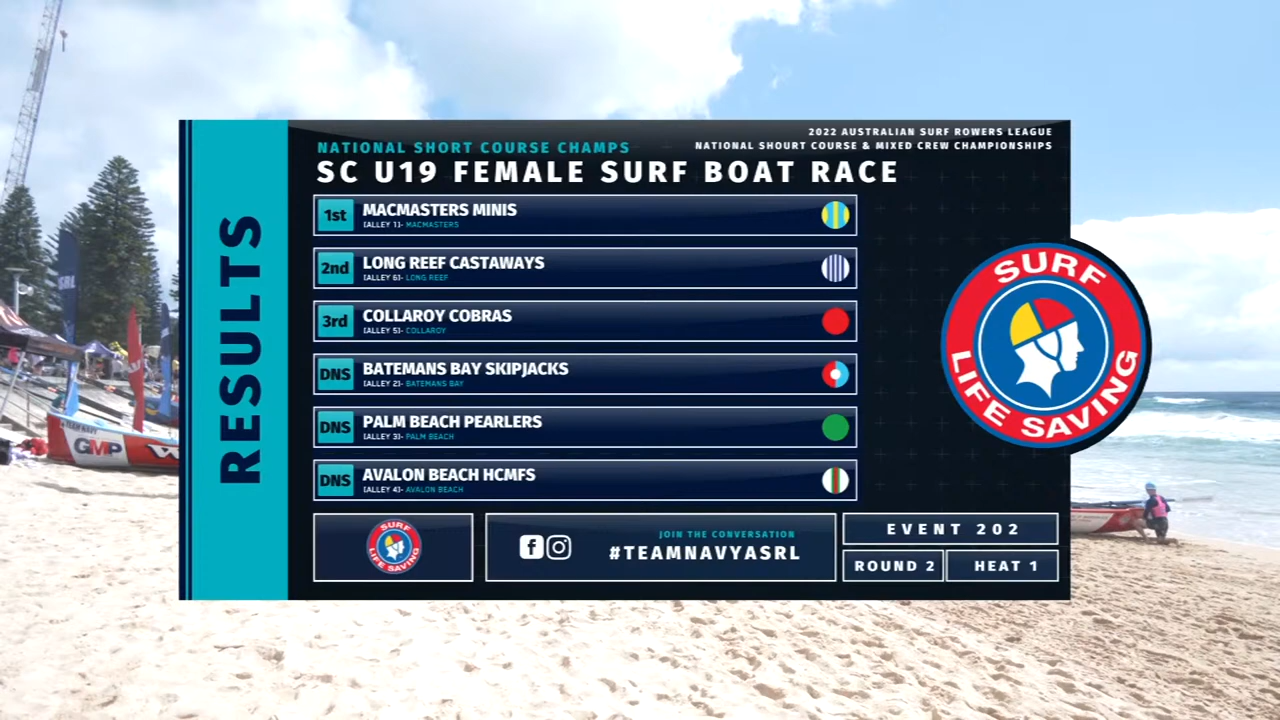 2022 AUSTRALIAN SURF ROWERS LEAGUE
NATIONAL SHOURT COURSE & MIXED CREW CHAMPIONSHIPS
NATIONAL SHORT COURSE CHAMPS
SC U19 FEMALE SURF BOAT RACE
RESULTS
1st MACMASTERS MINIS
[ALLEY 1]- MACMASTERS
2nd LONG REEF CASTAWAYS
[ALLEY 6]- LONG REEF
3rd COLLAROY COBRAS
[ALLEY 5]- COLLAROY
DNS BATEMANS BAY SKIPJACKS
[ALLEY 2]- BATEMANS BAY
DNS PALM BEACH PEARLERS
[ALLEY 3]- PALM BEACH
DNS AVALON BEACH HCMFS
[ALLEY 4]- AVALON BEACH
SURF
LIFE SAVING
SURF
LIFE SAVING
JOIN THE CONVERSATION
#TEAMNAVYASRL
EVENT 202
ROUND 2
HEAT 1
GMP